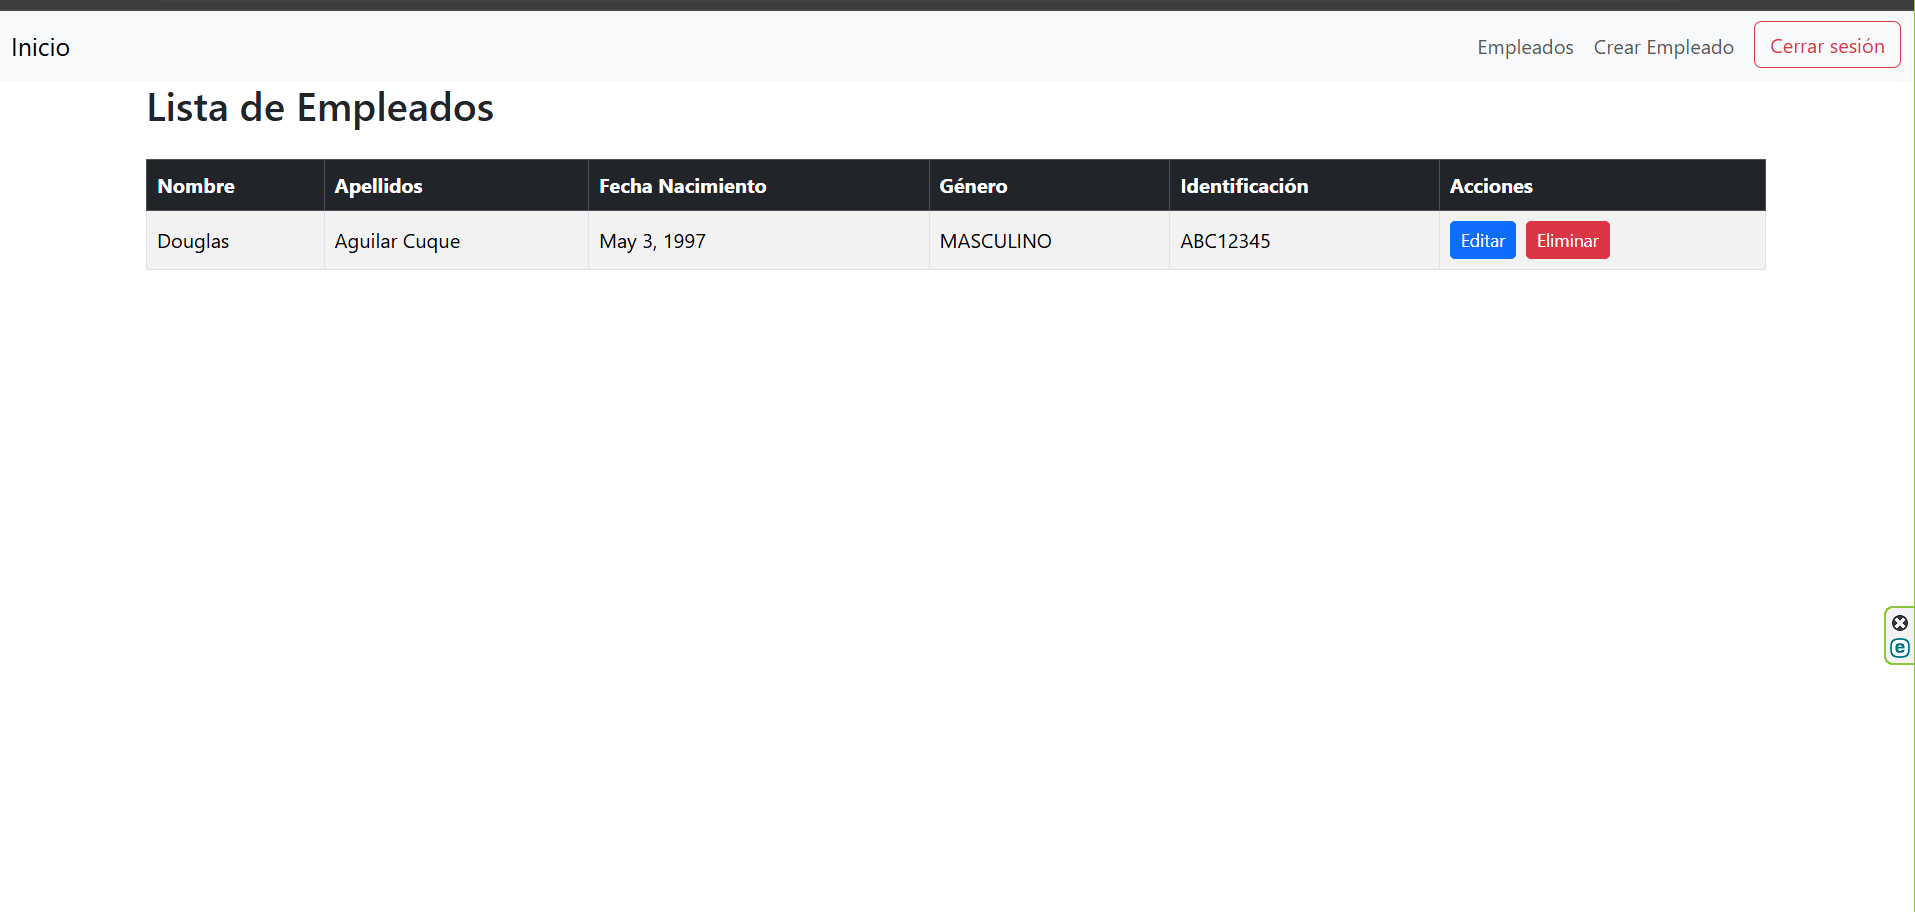 Inicio Empleados Crear Empleado Cerrar sesión
Lista de Empleados
Nombre Apellidos Fecha Nacimiento Género Identificación Acciones
Douglas Aguilar Cuque May 3, 1997 MASCULINO ABC12345 Editar Eliminar
e